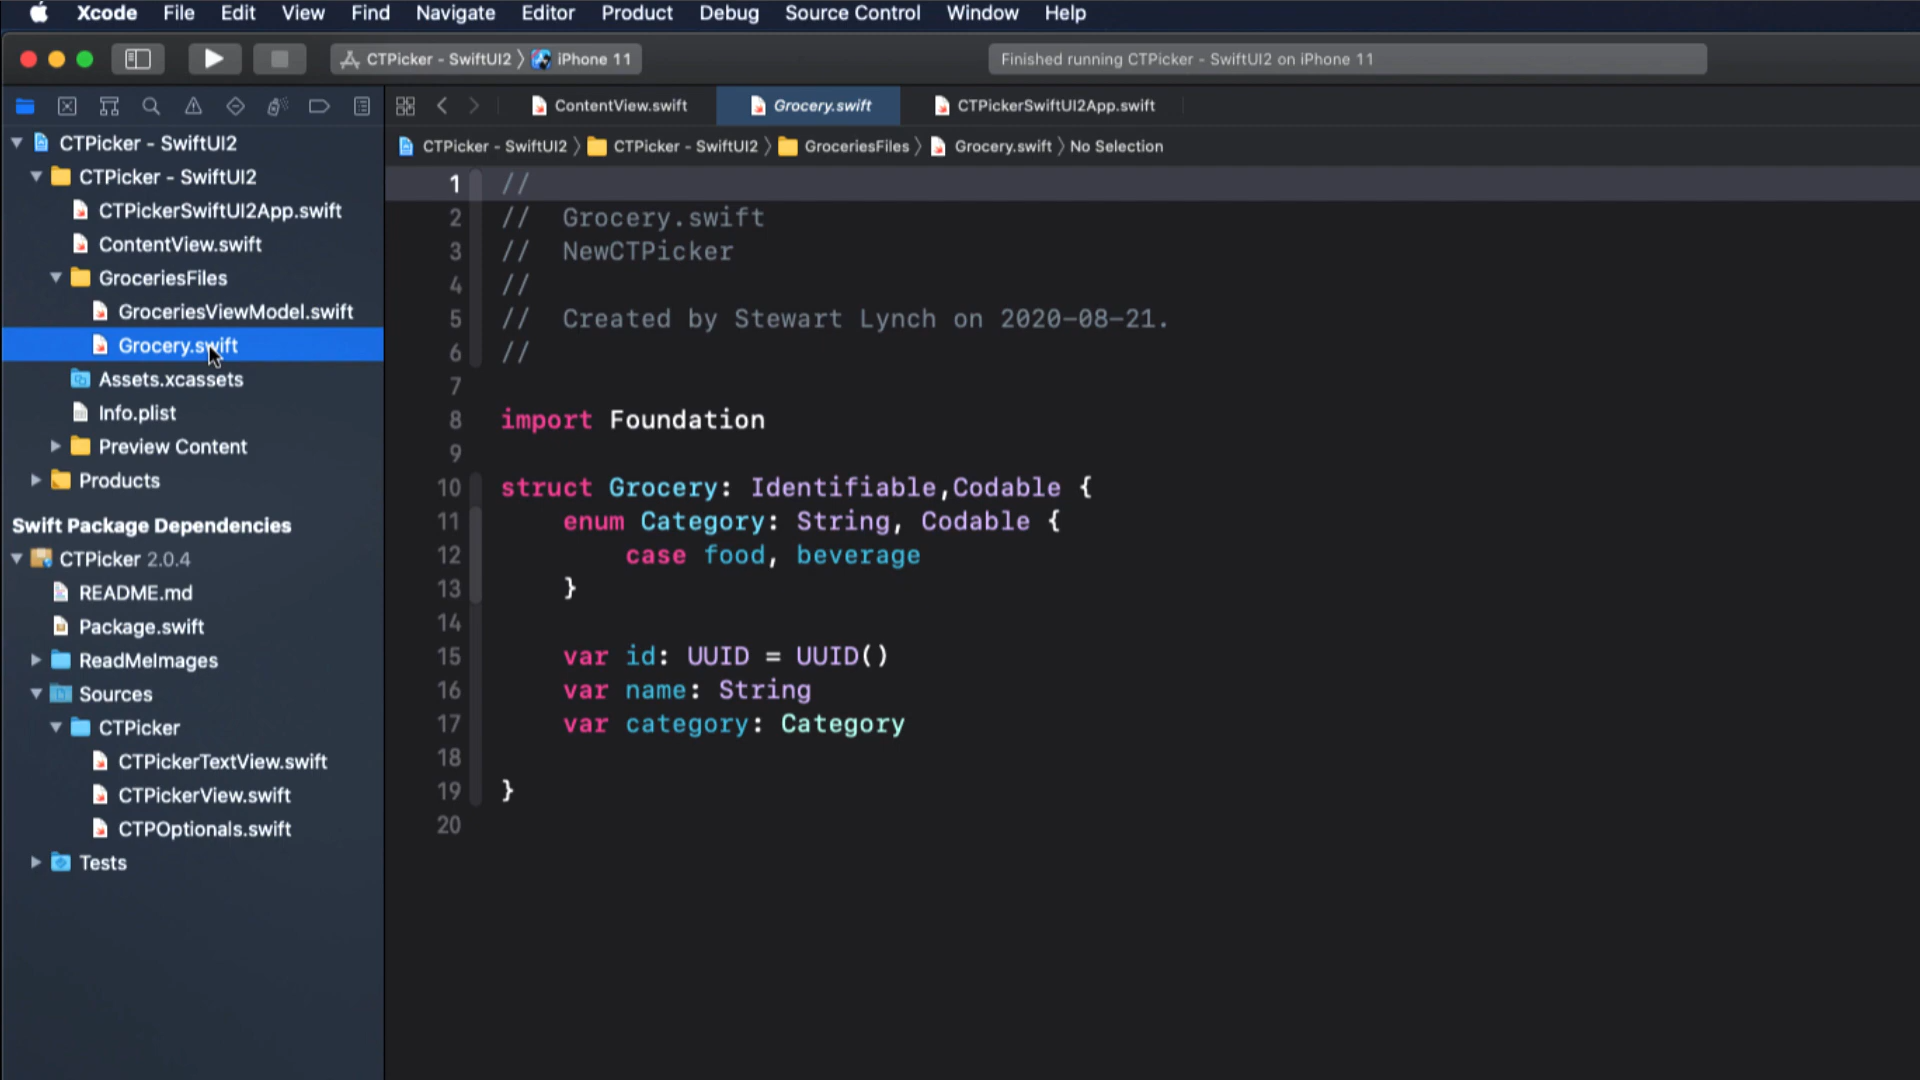 Xcode File Edit View Find Navigate Editor Product Debug Source Control Window Help
CTPicker - SwiftUI2 〉 iPhone 11
Finished running CTPicker - SwiftUI2 on iPhone 11
ContentView.swift
Grocery.swift
CTPickerSwiftUI2App.swift
CTPicker - SwiftUI2 〉 CTPicker - SwiftUI2 〉 GroceriesFiles 〉 Grocery.swift 〉 No Selection
CTPicker - SwiftUI2
CTPicker - SwiftUI2
CTPickerSwiftUI2App.swift
ContentView.swift
GroceriesFiles
GroceriesViewModel.swift
Grocery.swift
Assets.xcassets
Info.plist
Preview Content
Products
Swift Package Dependencies
CTPicker 2.0.4
README.md
Package.swift
ReadMeImages
Sources
CTPicker
CTPickerTextView.swift
CTPickerView.swift
CTPOptionals.swift
Tests
1 //
2 //  Grocery.swift
3 //  NewCTPicker
4 //
5 //  Created by Stewart Lynch on 2020-08-21.
6 //
7
8 import Foundation
9
10 struct Grocery: Identifiable,Codable {
11     enum Category: String, Codable {
12         case food, beverage
13     }
14
15     var id: UUID = UUID()
16     var name: String
17     var category: Category
18
19 }
20